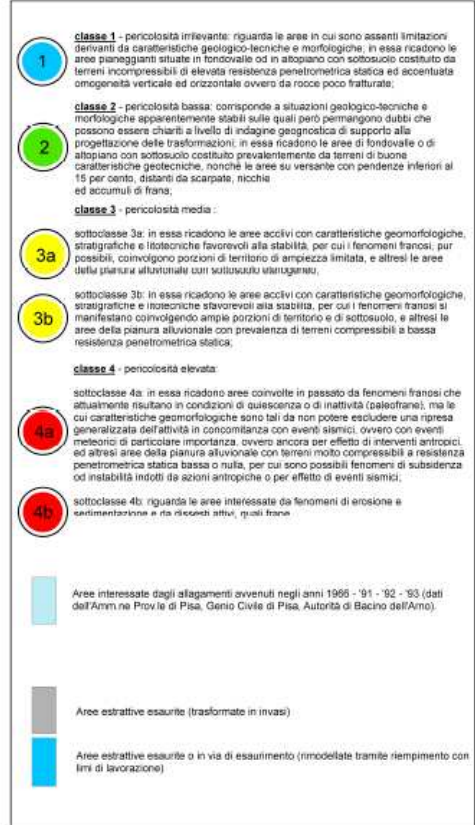 classe 1 - pericolosità irrilevante: riguarda le aree in cui sono assenti limitazioni
derivanti da caratteristiche geologico-tecniche e morfologiche; in essa ricadono le
aree pianeggianti situate in fondovalle od in altopiano con sottosuolo costituito da
terreni incompressibili di elevata resistenza penetrometrica statica ed accentuata
omogeneità verticale ed orizzontale ovvero da rocce poco fratturate;
1
classe 2 - pericolosità bassa: corrisponde a situazioni geologico-tecniche e
morfologiche apparentemente stabili sulle quali però permangono dubbi che
possono essere chiariti a livello di indagine geognostica di supporto alla
progettazione delle trasformazioni; in essa ricadono le aree di fondovalle o di
altopiano con sottosuolo costituito prevalentemente da terreni di buone
caratteristiche geotecniche, nonché le aree su versante con pendenze inferiori al
15 per cento, distanti da scarpate, nicchie
ed accumuli di frana;
2
classe 3 - pericolosità media :
sottoclasse 3a: in essa ricadono le aree acclivi con caratteristiche geomorfologiche,
stratigrafiche e litotecniche favorevoli alla stabilità, per cui i fenomeni franosi, pur
possibili, coinvolgono porzioni di territorio di ampiezza limitata, e altresì le aree
della pianura alluvionale con sottosuolo eterogeneo;
3a
sottoclasse 3b: in essa ricadono le aree acclivi con caratteristiche geomorfologiche,
stratigrafiche e litotecniche sfavorevoli alla stabilità, per cui i fenomeni franosi si
manifestano coinvolgendo ampie porzioni di territorio e di sottosuolo, e altresì le
aree della pianura alluvionale con prevalenza di terreni compressibili a bassa
resistenza penetrometrica statica;
3b
classe 4 - pericolosità elevata:
sottoclasse 4a: in essa ricadono aree coinvolte in passato da fenomeni franosi che
attualmente risultano in condizioni di quiescenza o di inattività (paleofrane), ma le
cui caratteristiche geomorfologiche sono tali da non potere escludere una ripresa
generalizzata dell'attività in concomitanza con eventi sismici, ovvero con eventi
meteorici di particolare importanza, ovvero ancora per effetto di interventi antropici,
ed altresì aree della pianura alluvionale con terreni molto compressibili a resistenza
penetrometrica statica bassa o nulla, per cui sono possibili fenomeni di subsidenza
od instabilità indotti da azioni antropiche o per effetto di eventi sismici;
4a
sottoclasse 4b: riguarda le aree interessate da fenomeni di erosione e
sedimentazione e da dissesti attivi, quali frane
4b
Aree interessate dagli allagamenti avvenuti negli anni 1966 - '91 - '92 - '93 (dati
dell'Amm.ne Prov.le di Pisa, Genio Civile di Pisa, Autorità di Bacino dell'Arno).
Aree estrattive esaurite (trasformate in invasi)
Aree estrattive esaurite o in via di esaurimento (rimodellate tramite riempimento con
limi di lavorazione)